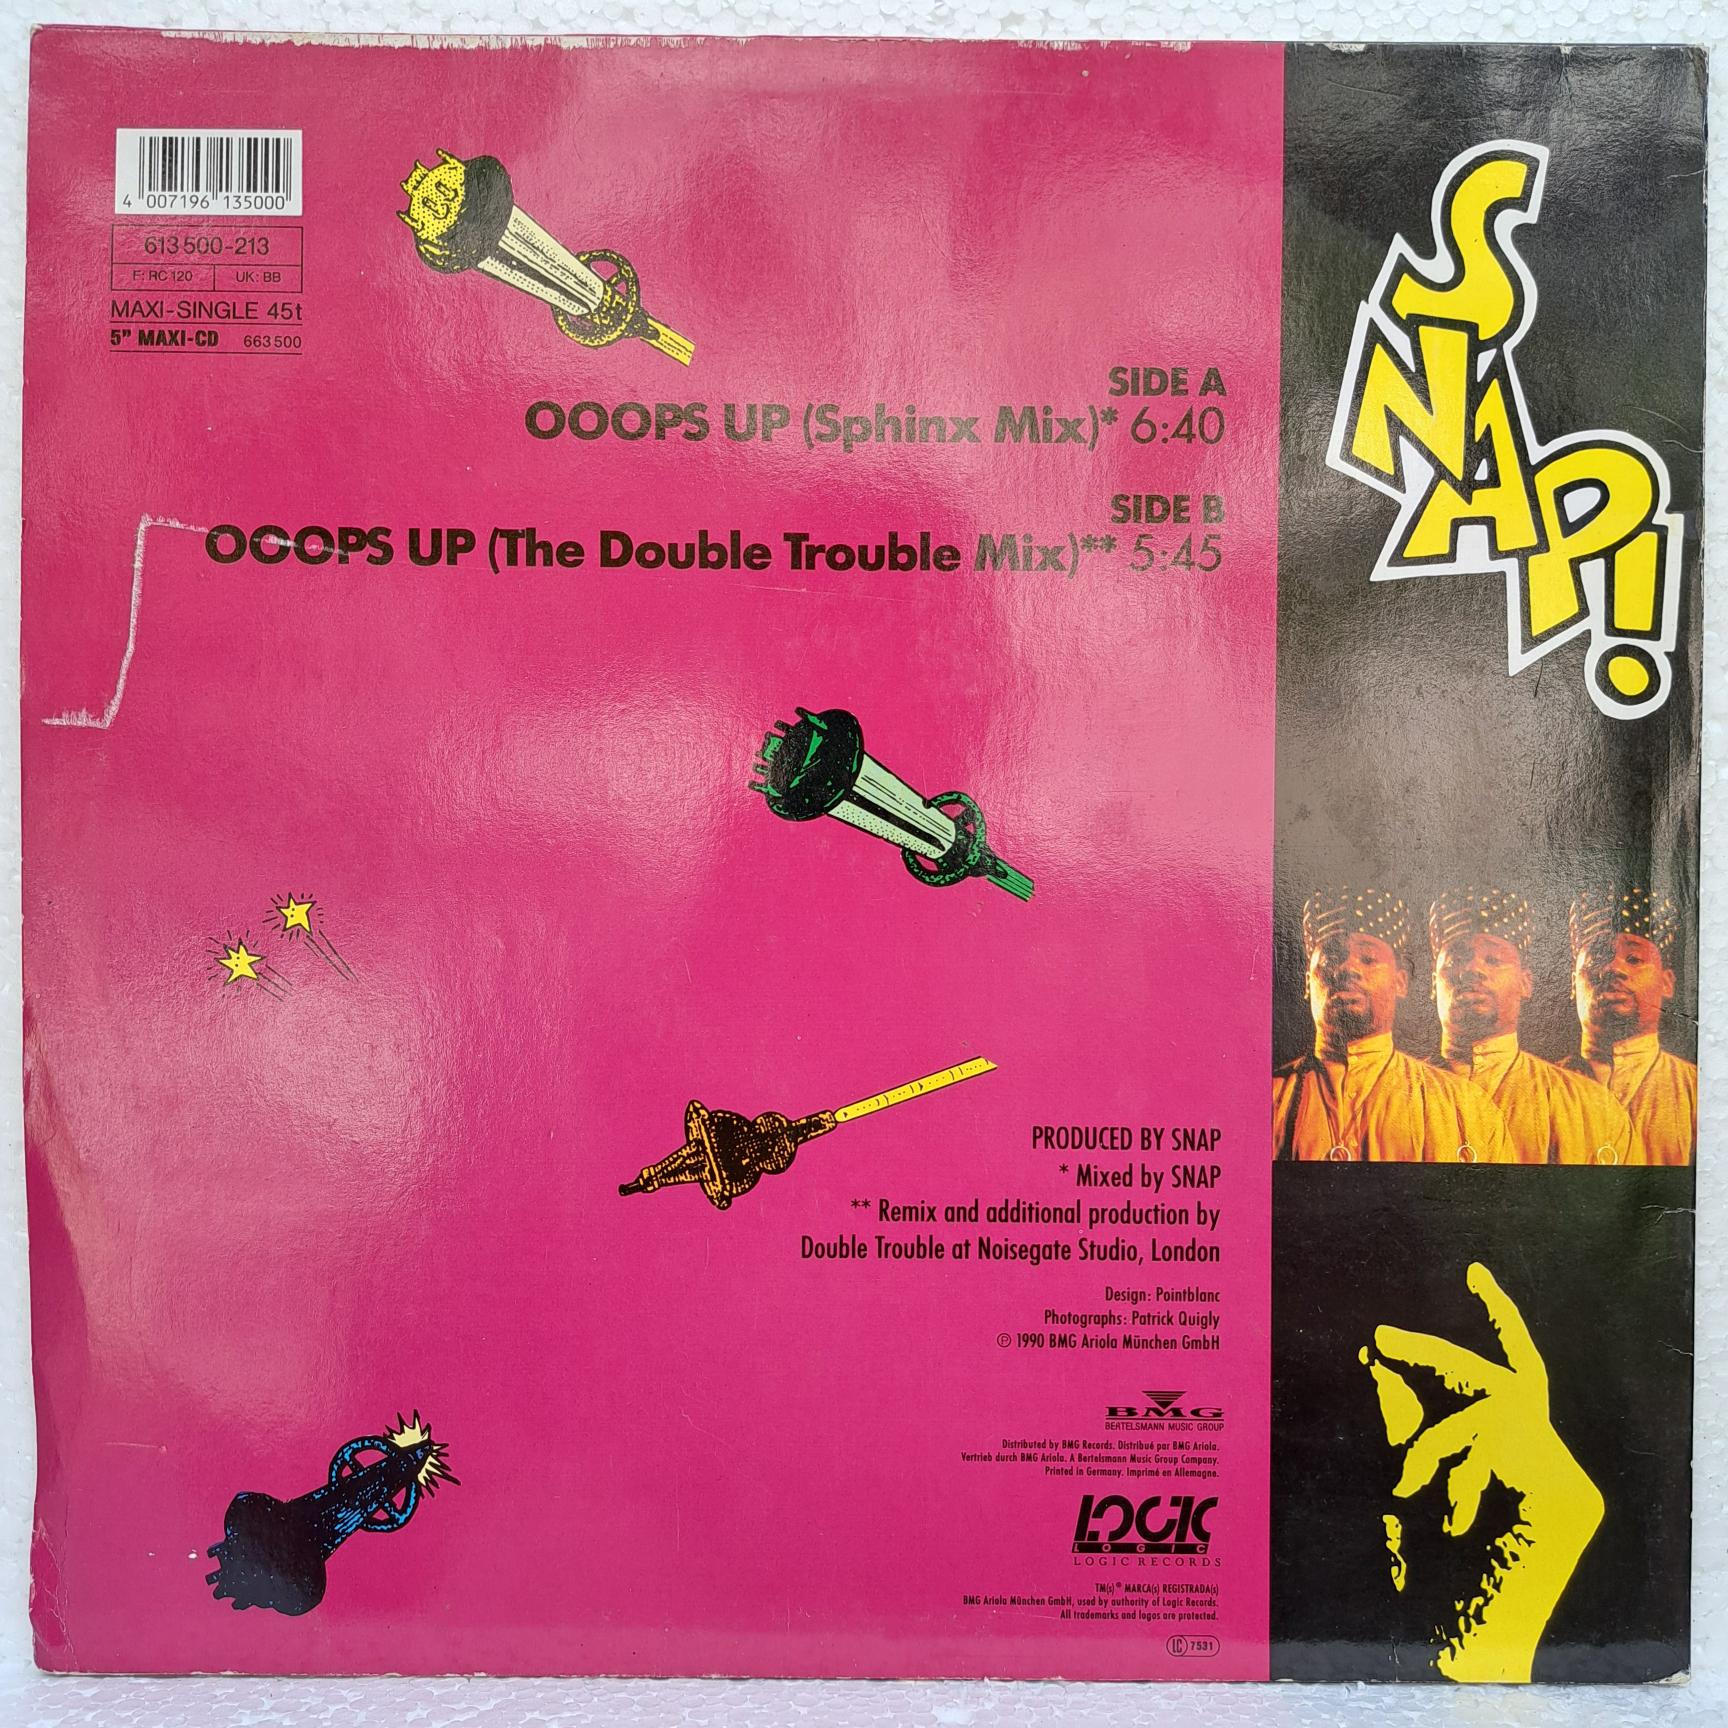 4 007196 135000
613 500-213
F: RC 120 UK: BB
MAXI-SINGLE 45t
5" MAXI-CD 663 500
SIDE A
OOOPS UP (Sphinx Mix)* 6:40
SIDE B
OOOPS UP (The Double Trouble Mix)** 5:45
SNAP!
PRODUCED BY SNAP
* Mixed by SNAP
** Remix and additional production by
Double Trouble at Noisegate Studio, London
Design: Pointblanc
Photographs: Patrick Quigly
℗ 1990 BMG Ariola München GmbH
BMG
BERTELSMANN MUSIC GROUP
Distributed by BMG Records. Distribué par BMG Ariola.
Vertrieb durch BMG Ariola. A Bertelsmann Music Group Company.
Printed in Germany. Imprimé en Allemagne.
LOGIC
LOGIC
LOGIC RECORDS
TM(s)® MARCA(s) REGISTRADA(s)
BMG Ariola München GmbH, used by authority of Logic Records.
All trademarks and logos are protected.
LC 7531